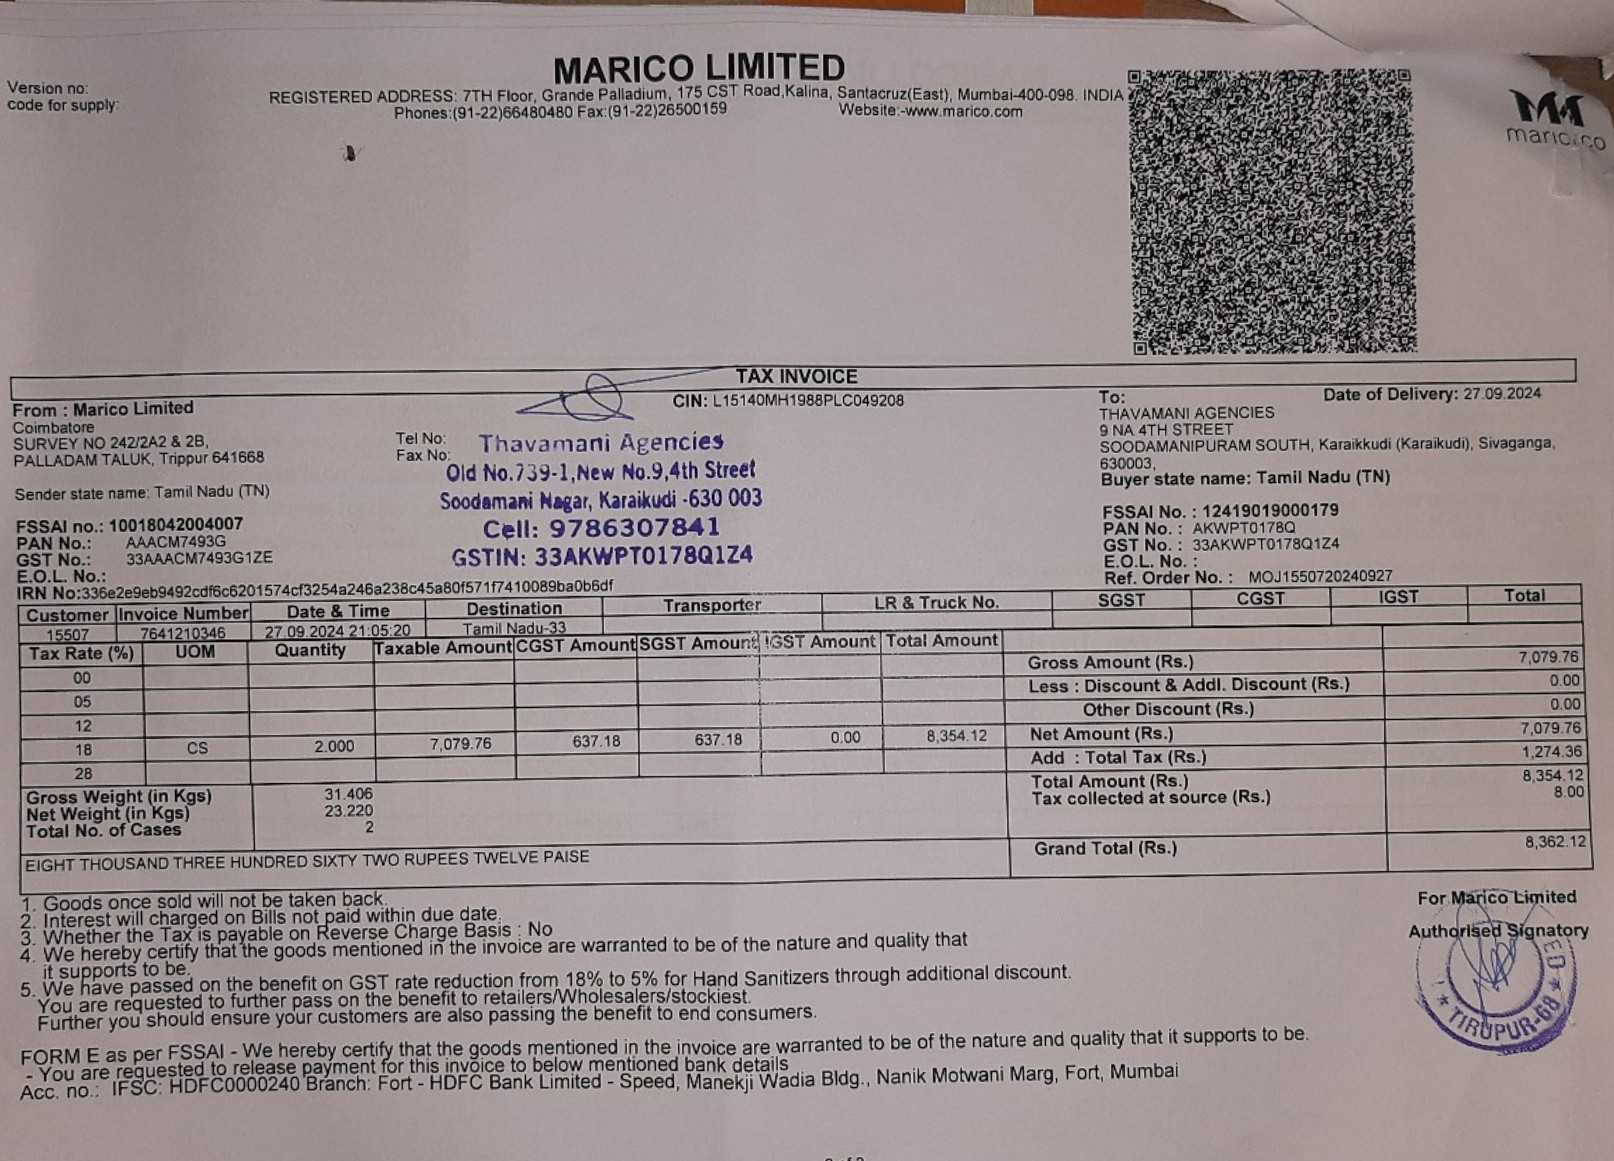 MARICO LIMITED
Version no:
code for supply:
REGISTERED ADDRESS: 7TH Floor, Grande Palladium, 175 CST Road,Kalina, Santacruz(East), Mumbai-400-098. INDIA
Phones:(91-22)66480480 Fax:(91-22)26500159 Website:-www.marico.com
marico
TAX INVOICE
CIN: L15140MH1988PLC049208
From : Marico Limited
Coimbatore
SURVEY NO 242/2A2 & 2B,
PALLADAM TALUK, Trippur 641668
Sender state name: Tamil Nadu (TN)
FSSAI no.: 10018042004007
PAN No.: AAACM7493G
GST No.: 33AAACM7493G1ZE
E.O.L. No.:
IRN No:336e2e9eb9492cdf6c6201574cf3254a246a238c45a80f571f7410089ba0b6df
Tel No:
Fax No:
Thavamani Agencies
Old No.739-1,New No.9,4th Street
Soodamani Nagar, Karaikudi -630 003
Cell: 9786307841
GSTIN: 33AKWPT0178Q1Z4
To: Date of Delivery: 27.09.2024
THAVAMANI AGENCIES
9 NA 4TH STREET
SOODAMANIPURAM SOUTH, Karaikkudi (Karaikudi), Sivaganga,
630003,
Buyer state name: Tamil Nadu (TN)
FSSAI No. : 12419019000179
PAN No. : AKWPT0178Q
GST No. : 33AKWPT0178Q1Z4
E.O.L. No. :
Ref. Order No. : MOJ1550720240927
Customer Invoice Number Date & Time Destination Transporter LR & Truck No. SGST CGST IGST Total
15507 7641210346 27.09.2024 21:05:20 Tamil Nadu-33
Tax Rate (%) UOM Quantity Taxable Amount CGST Amount SGST Amount IGST Amount Total Amount
00
05
12
18 CS 2.000 7,079.76 637.18 637.18 0.00 8,354.12
28
Gross Amount (Rs.) 7,079.76
Less : Discount & Addl. Discount (Rs.) 0.00
Other Discount (Rs.) 0.00
Net Amount (Rs.) 7,079.76
Add : Total Tax (Rs.) 1,274.36
Total Amount (Rs.) 8,354.12
Tax collected at source (Rs.) 8.00
Gross Weight (in Kgs) 31.406
Net Weight (in Kgs) 23.220
Total No. of Cases 2
EIGHT THOUSAND THREE HUNDRED SIXTY TWO RUPEES TWELVE PAISE
Grand Total (Rs.) 8,362.12
1. Goods once sold will not be taken back.
2. Interest will charged on Bills not paid within due date.
3. Whether the Tax is payable on Reverse Charge Basis : No
4. We hereby certify that the goods mentioned in the invoice are warranted to be of the nature and quality that
it supports to be.
5. We have passed on the benefit on GST rate reduction from 18% to 5% for Hand Sanitizers through additional discount.
You are requested to further pass on the benefit to retailers/Wholesalers/stockiest.
Further you should ensure your customers are also passing the benefit to end consumers.
For Marico Limited
Authorised Signatory
TIRUPUR-68
FORM E as per FSSAI - We hereby certify that the goods mentioned in the invoice are warranted to be of the nature and quality that it supports to be.
- You are requested to release payment for this invoice to below mentioned bank details
Acc. no.: IFSC: HDFC0000240 Branch: Fort - HDFC Bank Limited - Speed, Manekji Wadia Bldg., Nanik Motwani Marg, Fort, Mumbai